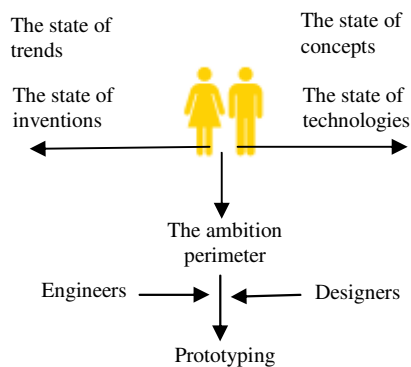 The state of
trends
The state of
concepts
The state of
inventions
The state of
technologies
The ambition
perimeter
Engineers
Designers
Prototyping